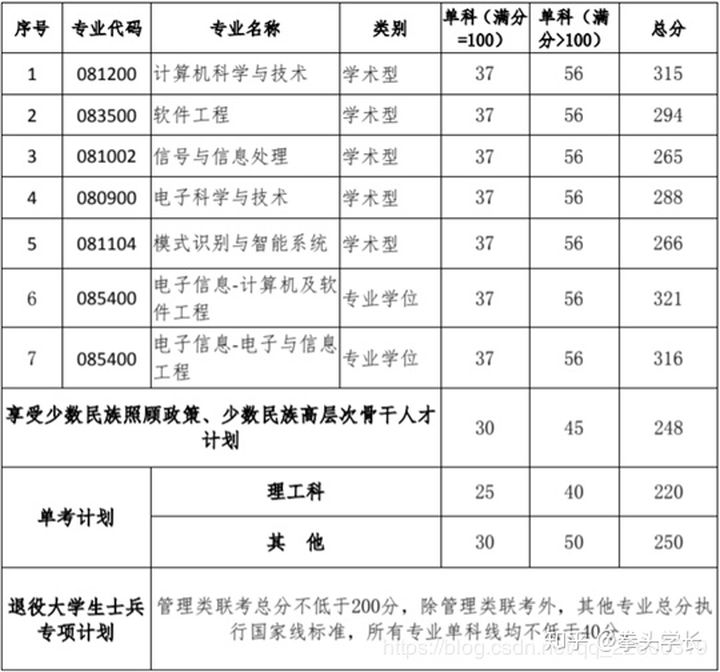 序号 专业代码 专业名称 类别 单科（满分 单科（满 总分
=100） 分>100）
1 081200 计算机科学与技术 学术型 37 56 315
2 083500 软件工程 学术型 37 56 294
3 081002 信号与信息处理 学术型 37 56 265
4 080900 电子科学与技术 学术型 37 56 288
5 081104 模式识别与智能系统 学术型 37 56 266
6 085400 电子信息-计算机及软 专业学位 37 56 321
件工程
7 085400 电子信息-电子与信息 专业学位 37 56 316
工程
享受少数民族照顾政策、少数民族高层次骨干人才 30 45 248
计划
单考计划 理工科 25 40 220
其 他 30 50 250
退役大学生士兵 管理类联考总分不低于200分，除管理类联考外，其他专业总分执
专项计划 行国家线标准，所有专业单科线均不低于40分
知乎 @拳头学长